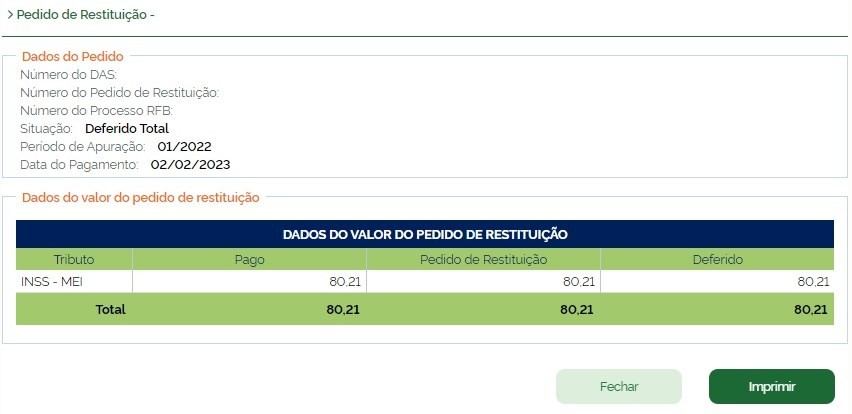 > Pedido de Restituição -
Dados do Pedido
Número do DAS:
Número do Pedido de Restituição:
Número do Processo RFB:
Situação: Deferido Total
Período de Apuração: 01/2022
Data do Pagamento: 02/02/2023
Dados do valor do pedido de restituição
DADOS DO VALOR DO PEDIDO DE RESTITUIÇÃO
Tributo Pago Pedido de Restituição Deferido
INSS - MEI 80,21 80,21 80,21
Total 80,21 80,21 80,21
Fechar Imprimir